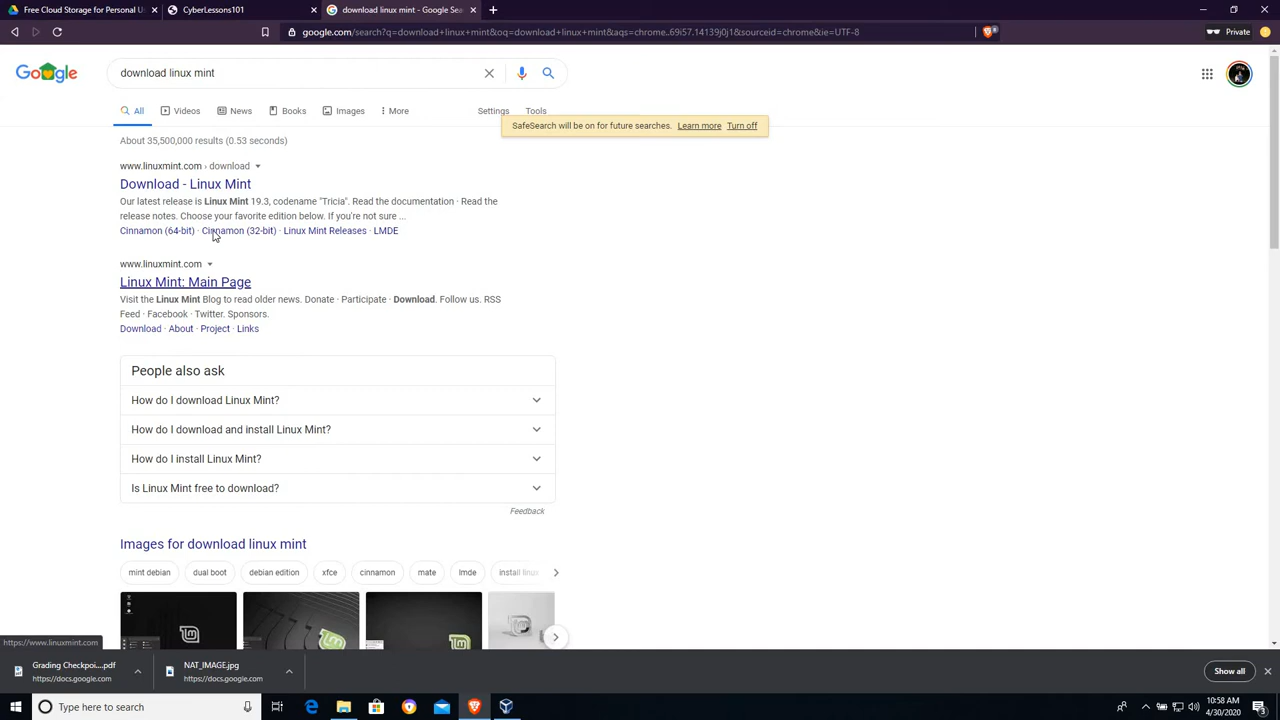 Free Cloud Storage for Personal U
CyberLessons101
download linux mint - Google Sea
google.com/search?q=download+linux+mint&oq=download+linux+mint&aqs=chrome..69i57.14139j0j1&sourceid=chrome&ie=UTF-8
Private
Google
download linux mint
All
Videos
News
Books
Images
More
Settings
Tools
SafeSearch will be on for future searches. Learn more Turn off
About 35,500,000 results (0.53 seconds)
www.linuxmint.com › download
Download - Linux Mint
Our latest release is Linux Mint 19.3, codename "Tricia". Read the documentation · Read the
release notes. Choose your favorite edition below. If you're not sure ...
Cinnamon (64-bit) · Cinnamon (32-bit) · Linux Mint Releases · LMDE
www.linuxmint.com
Linux Mint: Main Page
Visit the Linux Mint Blog to read older news. Donate · Participate · Download. Follow us. RSS
Feed · Facebook · Twitter. Sponsors.
Download · About · Project · Links
People also ask
How do I download Linux Mint?
How do I download and install Linux Mint?
How do I install Linux Mint?
Is Linux Mint free to download?
Feedback
Images for download linux mint
mint debian
dual boot
debian edition
xfce
cinnamon
mate
lmde
install linux
https://www.linuxmint.com
Grading Checkpoi....pdf
https://docs.google.com
NAT_IMAGE.jpg
https://docs.google.com
Show all
Type here to search
10:58 AM
4/30/2020
3